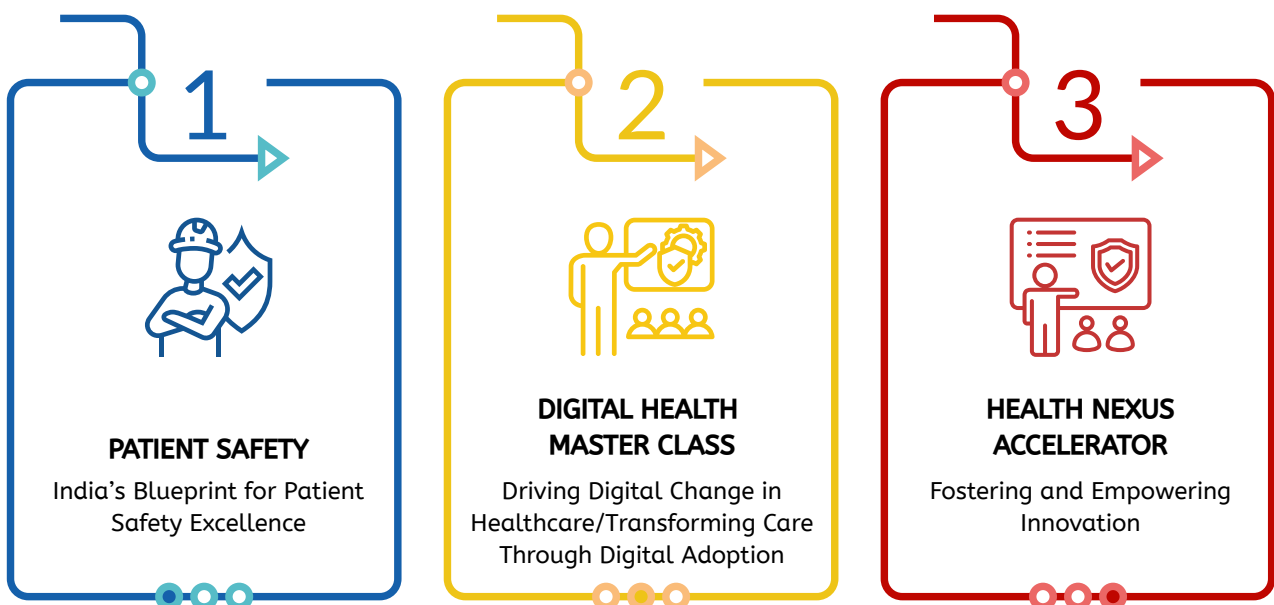 1
PATIENT SAFETY
India’s Blueprint for Patient
Safety Excellence
2
DIGITAL HEALTH
MASTER CLASS
Driving Digital Change in
Healthcare/Transforming Care
Through Digital Adoption
3
HEALTH NEXUS
ACCELERATOR
Fostering and Empowering
Innovation